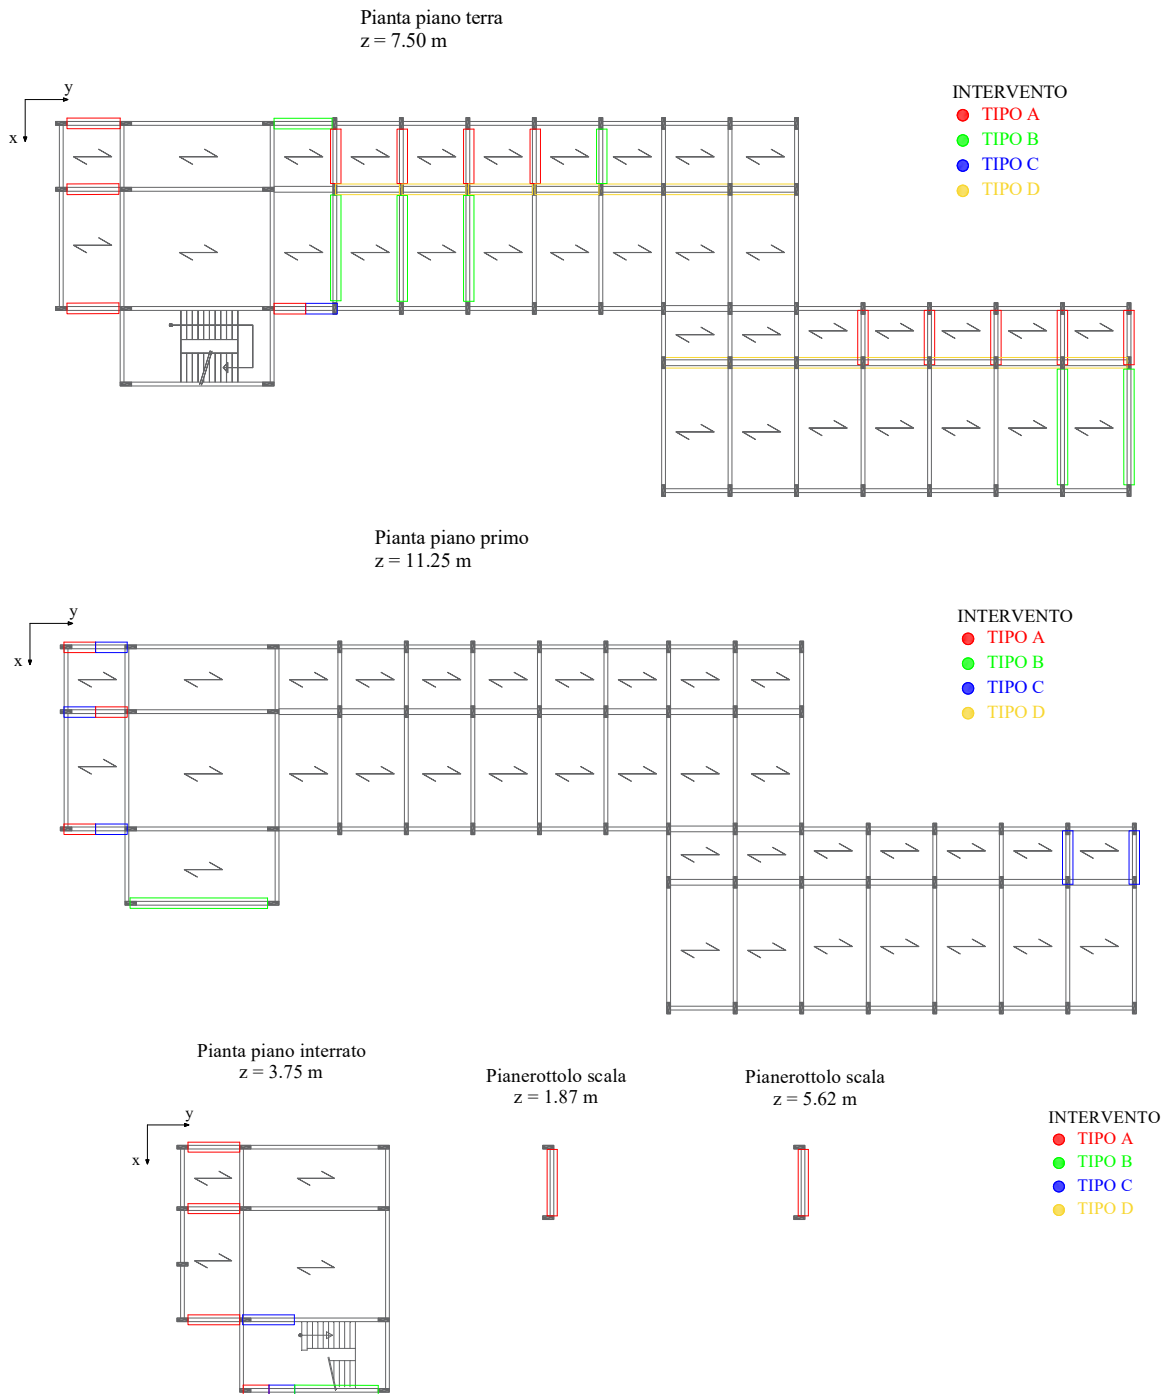 Pianta piano terra
z = 7.50 m
y
x
INTERVENTO
TIPO A
TIPO B
TIPO C
TIPO D
Pianta piano primo
z = 11.25 m
y
x
INTERVENTO
TIPO A
TIPO B
TIPO C
TIPO D
Pianta piano interrato
z = 3.75 m
Pianerottolo scala
z = 1.87 m
Pianerottolo scala
z = 5.62 m
y
x
INTERVENTO
TIPO A
TIPO B
TIPO C
TIPO D